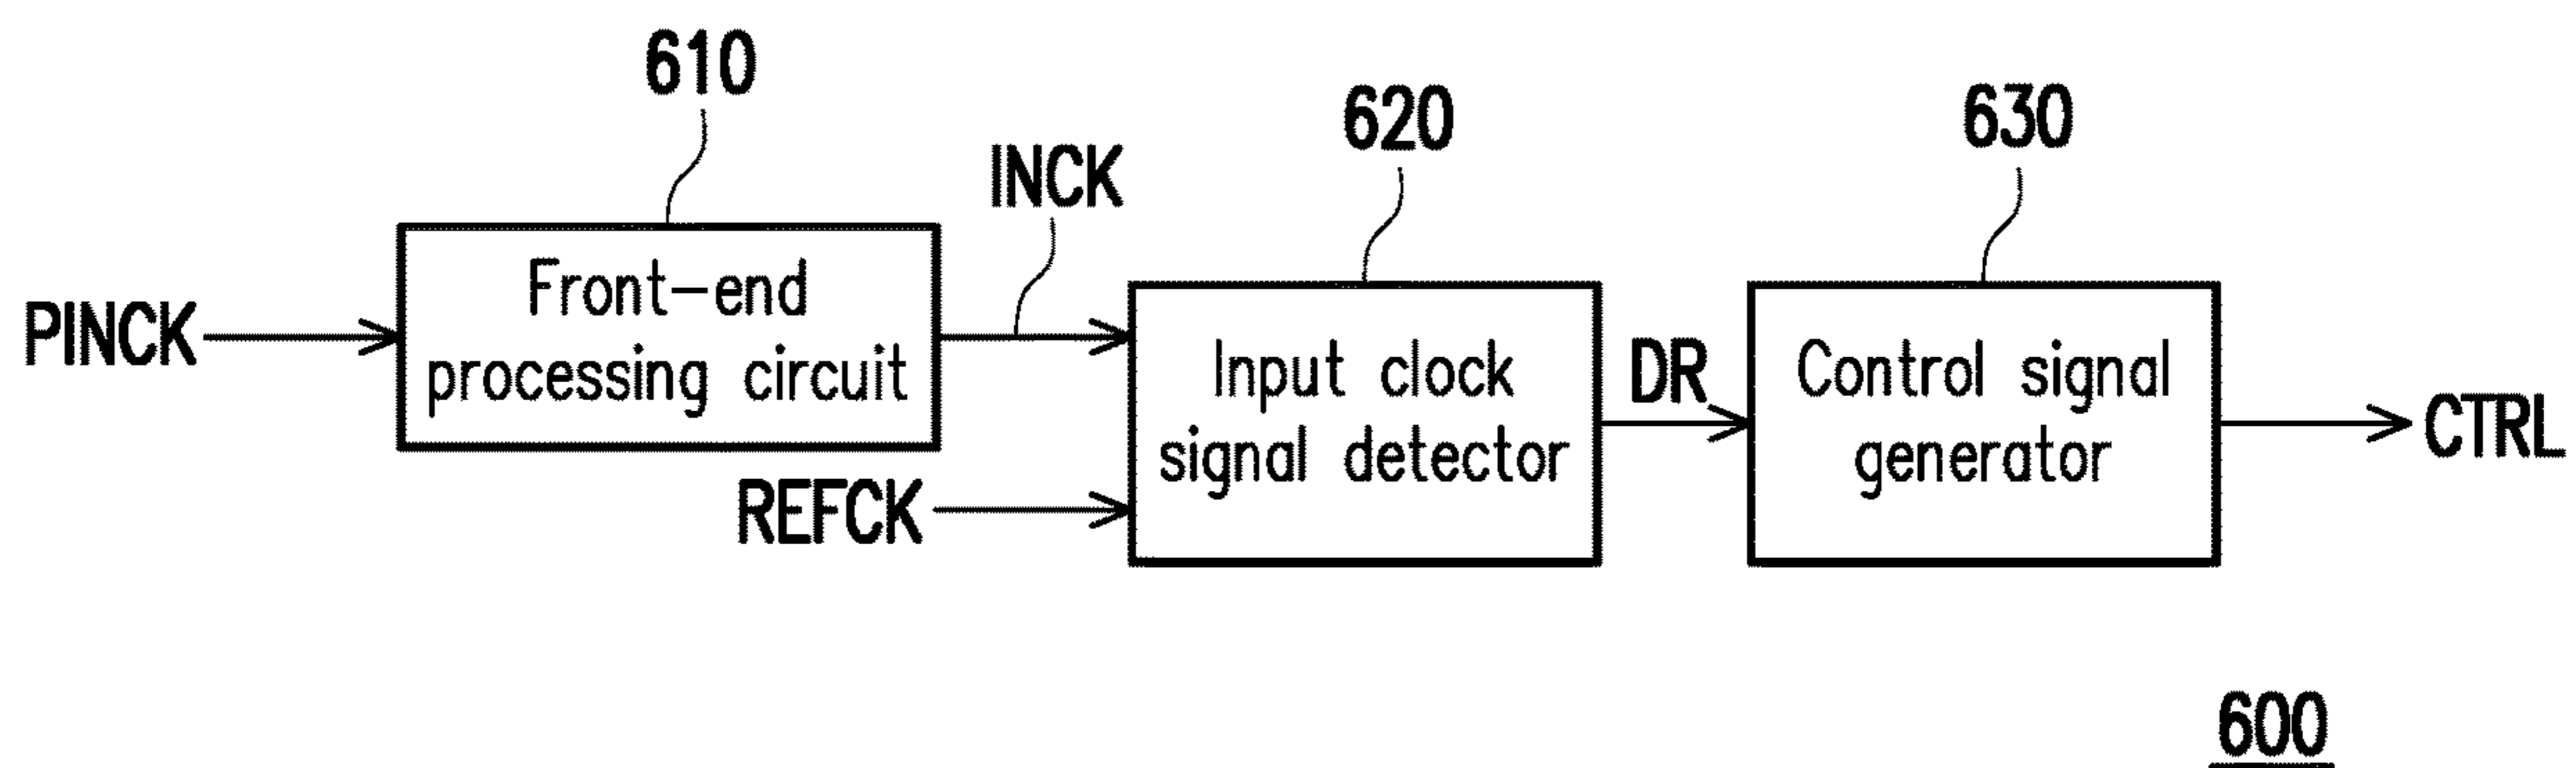 610
620
630
INCK
Front-end
processing circuit
PINCK
Input clock
signal detector
DR
Control signal
generator
CTRL
REFCK
600